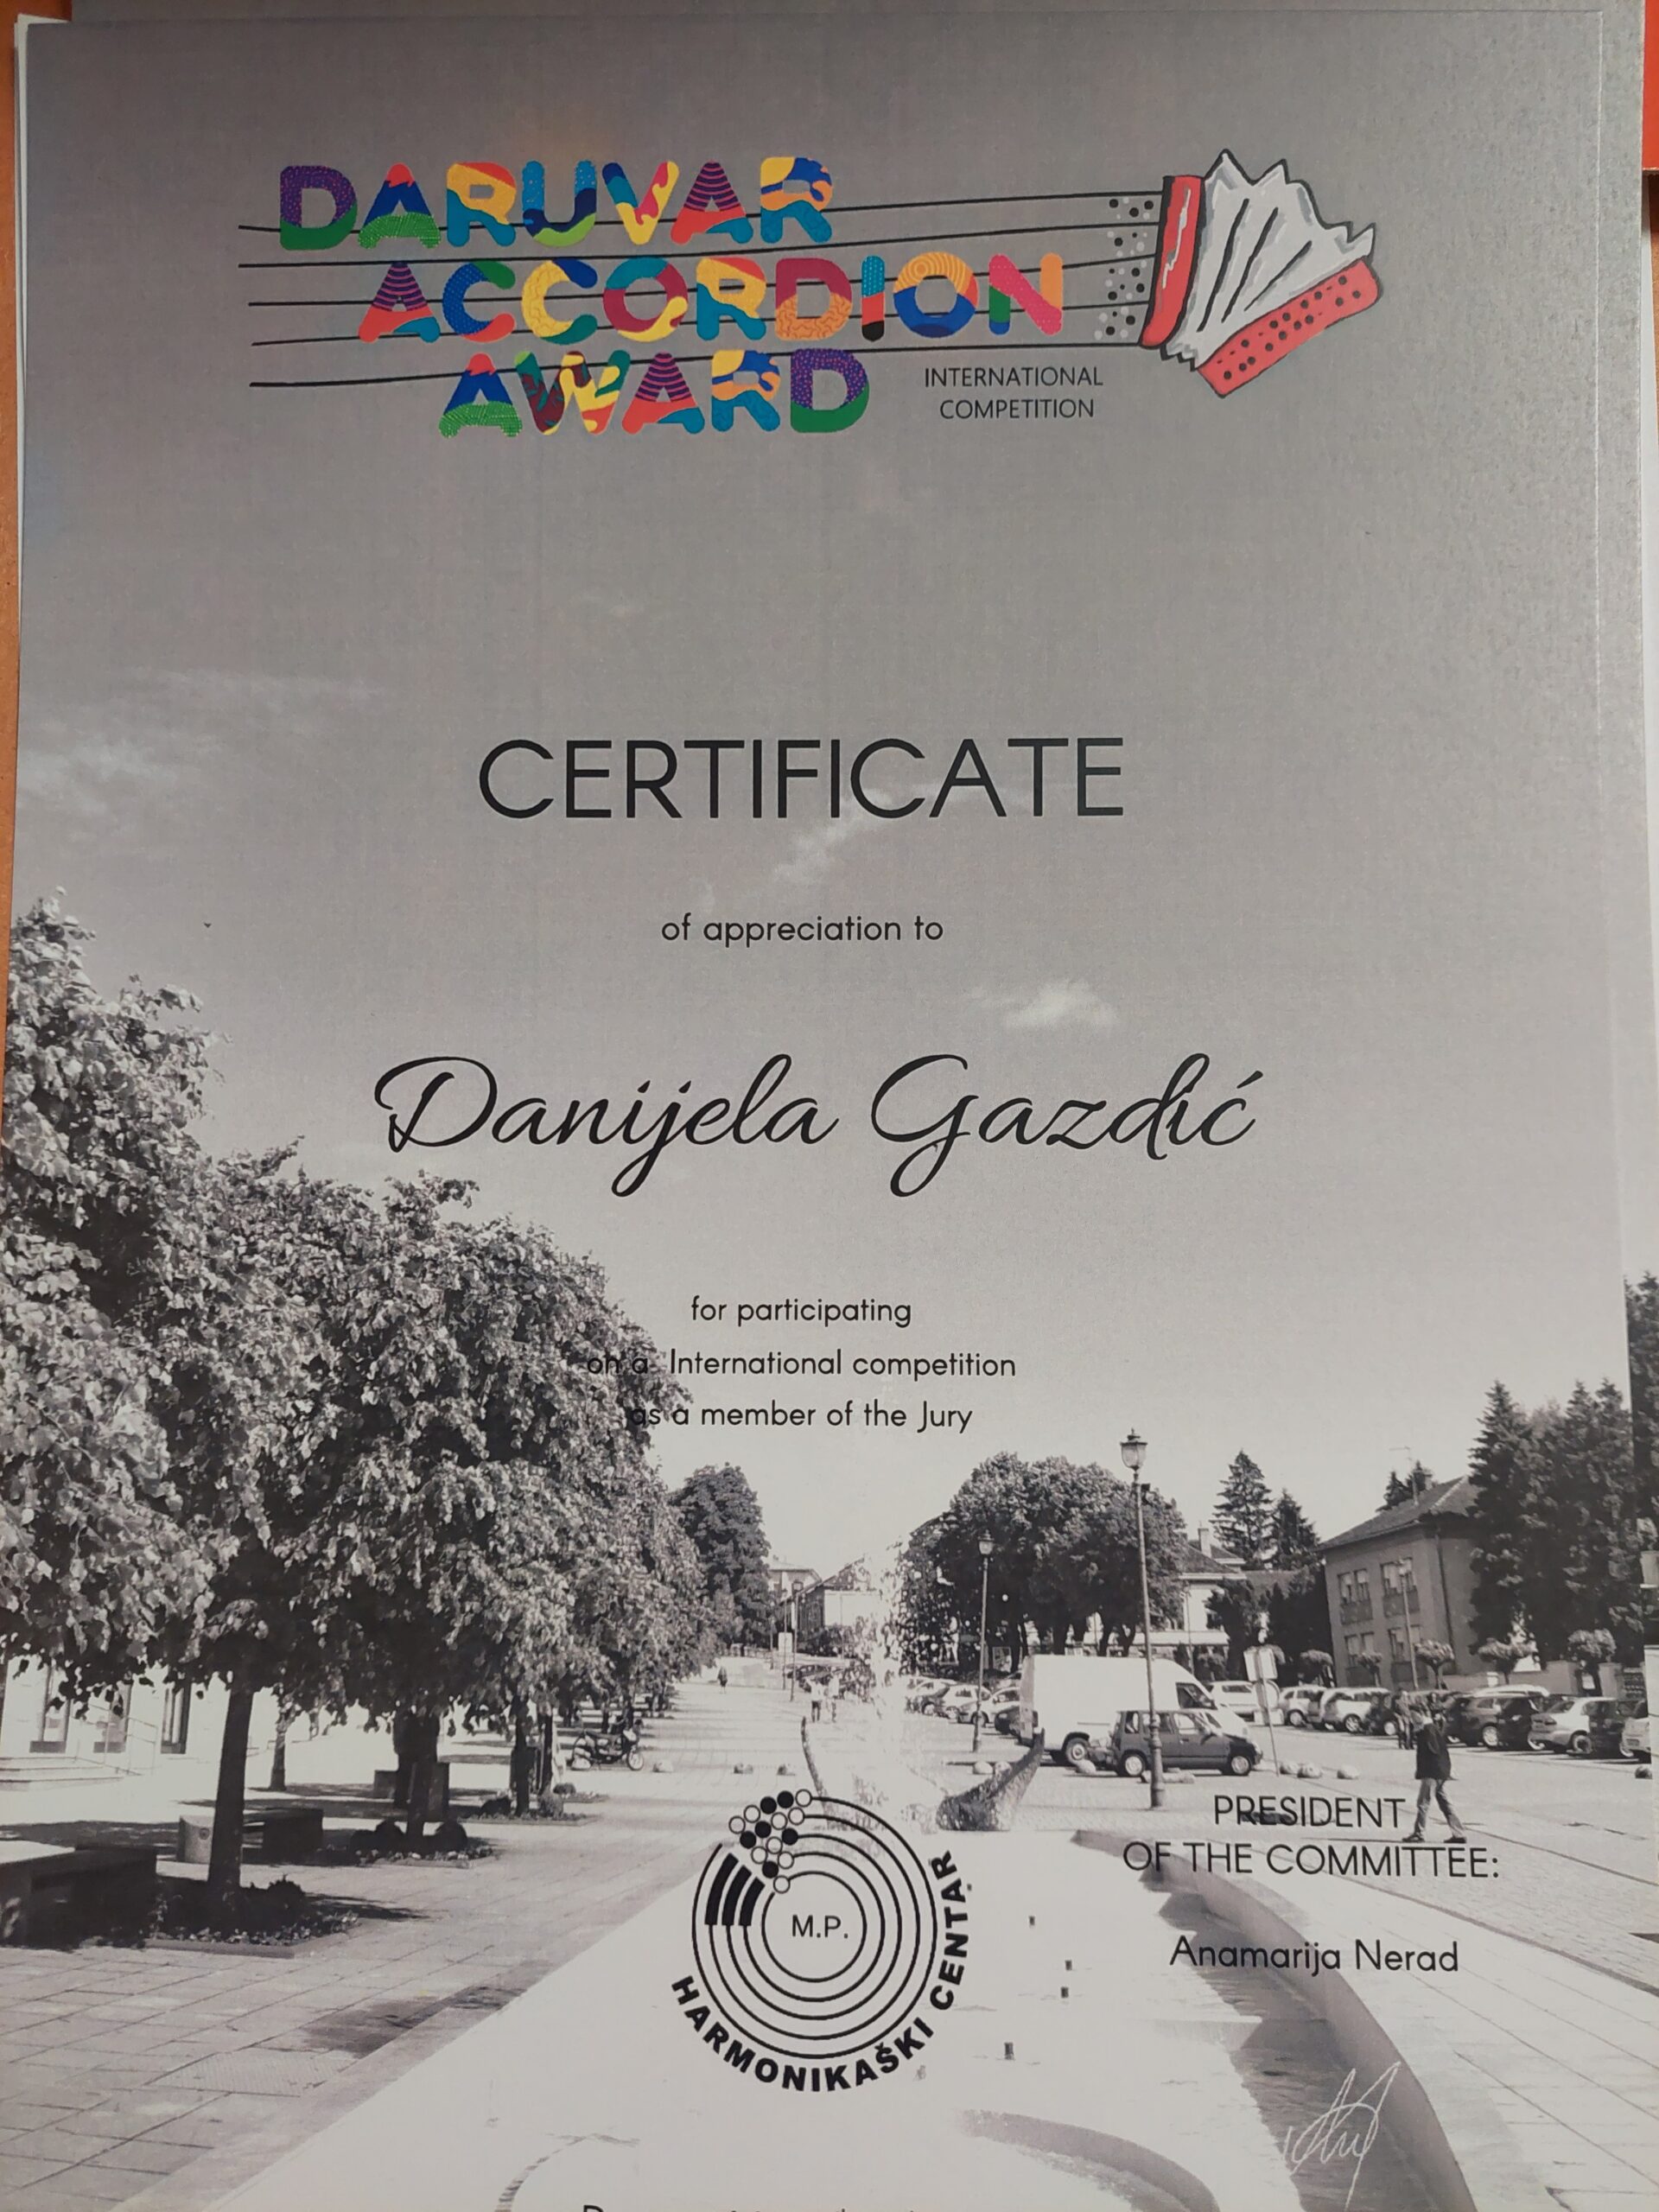 DARUVAR
ACCORDION
AWARD
INTERNATIONAL
COMPETITION
CERTIFICATE
of appreciation to
Danijela Gazdić
for participating
on a International competition
as a member of the Jury
PRESIDENT
OF THE COMMITTEE:
Anamarija Nerad
M.P.
HARMONIKAŠKI CENTAR